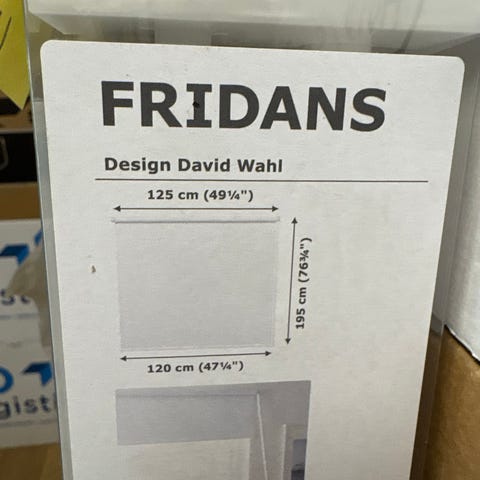 FRIDANS
Design David Wahl
125 cm (49¼")
195 cm (76¾")
120 cm (47¼")